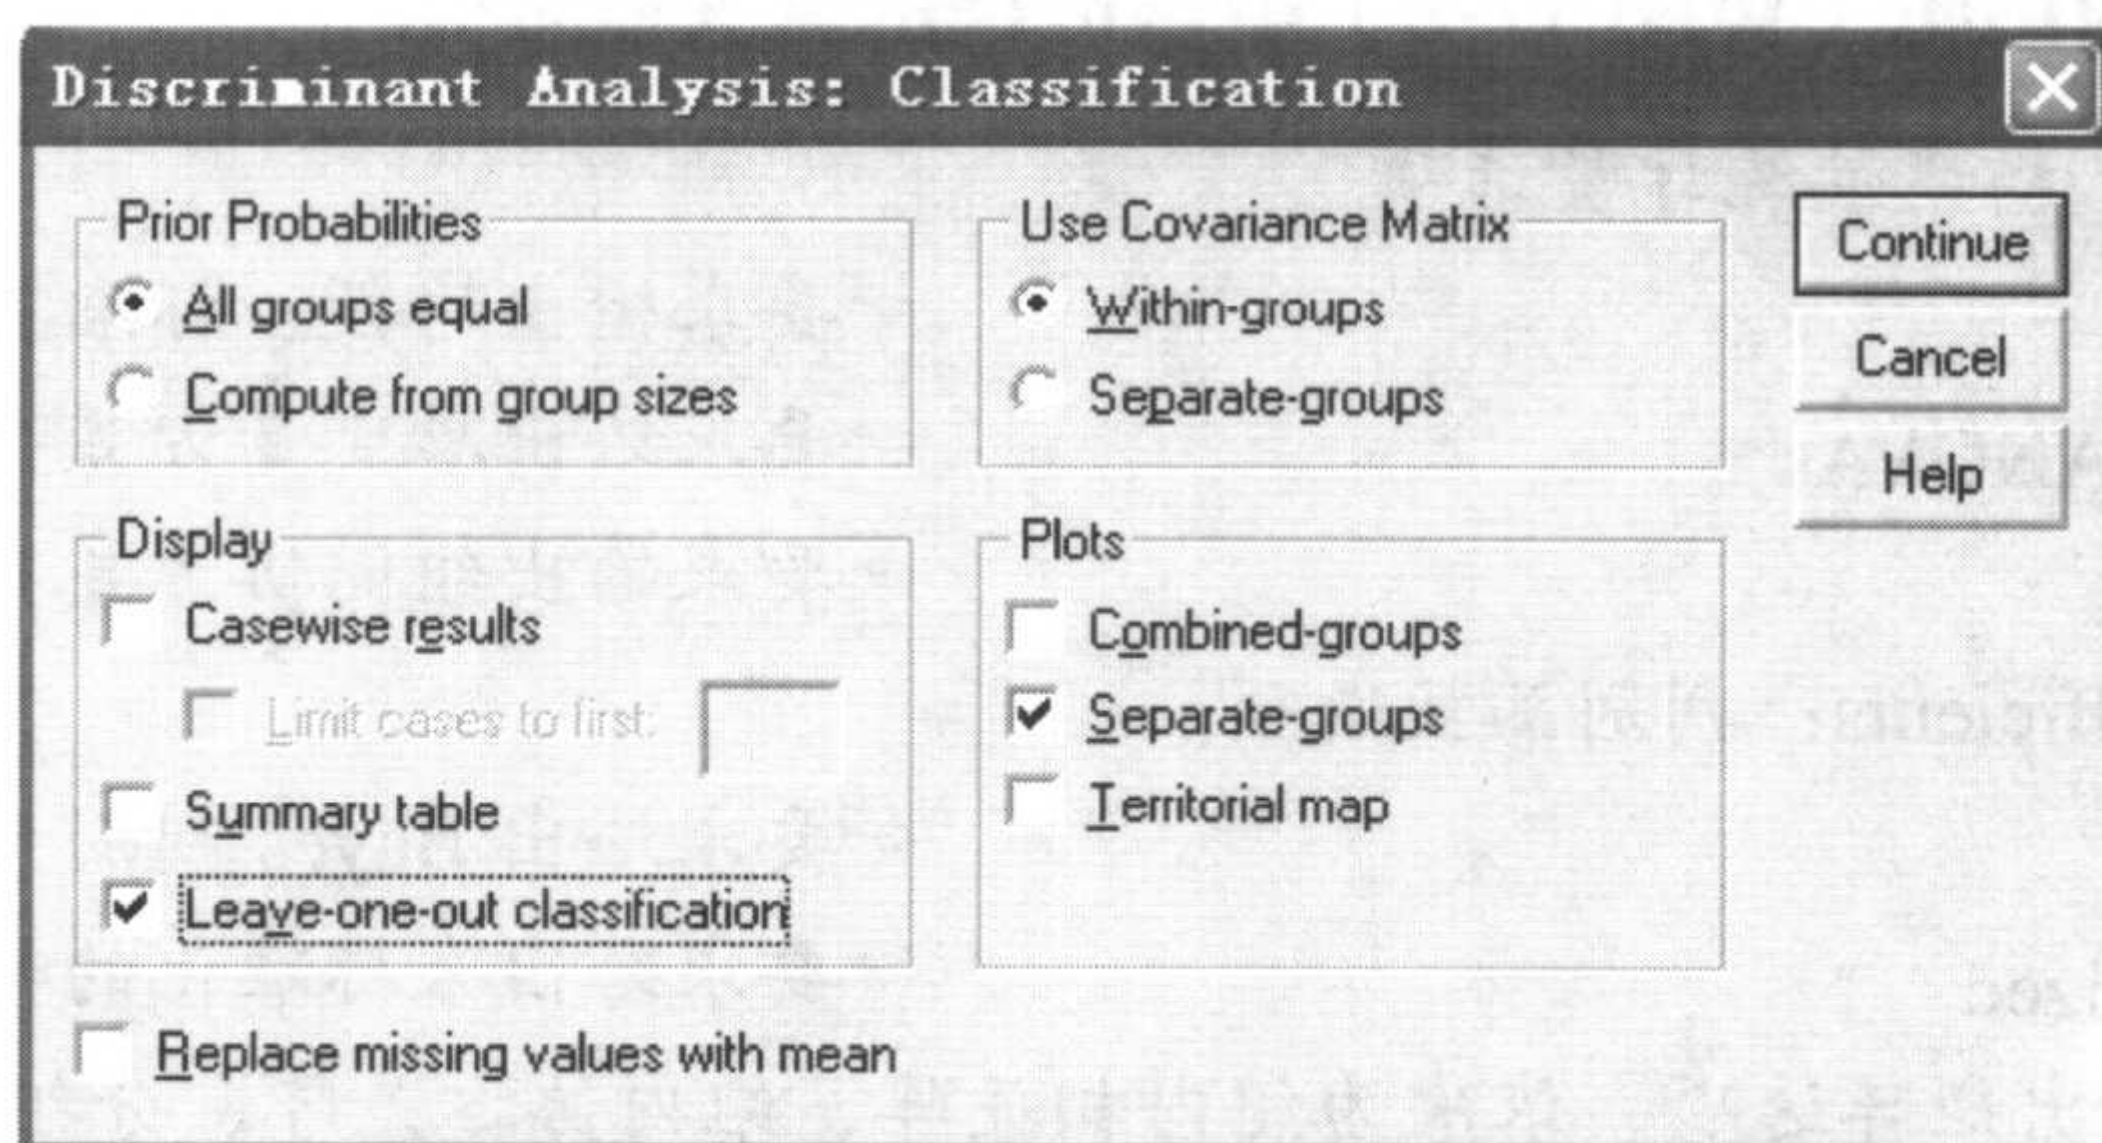 Discriminant Analysis: Classification
Prior Probabilities
All groups equal
Compute from group sizes
Use Covariance Matrix
Within-groups
Separate-groups
Continue
Cancel
Help
Display
Casewise results
Limit cases to first:
Summary table
Leave-one-out classification
Plots
Combined-groups
Separate-groups
Territorial map
Replace missing values with mean